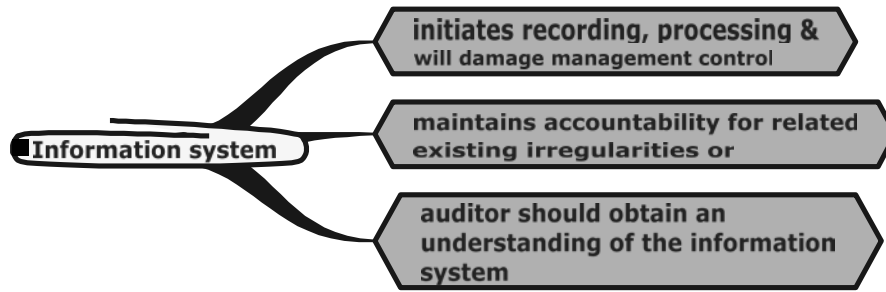 initiates recording, processing &
will damage management control
maintains accountability for related
existing irregularities or
Information system
auditor should obtain an
understanding of the information
system